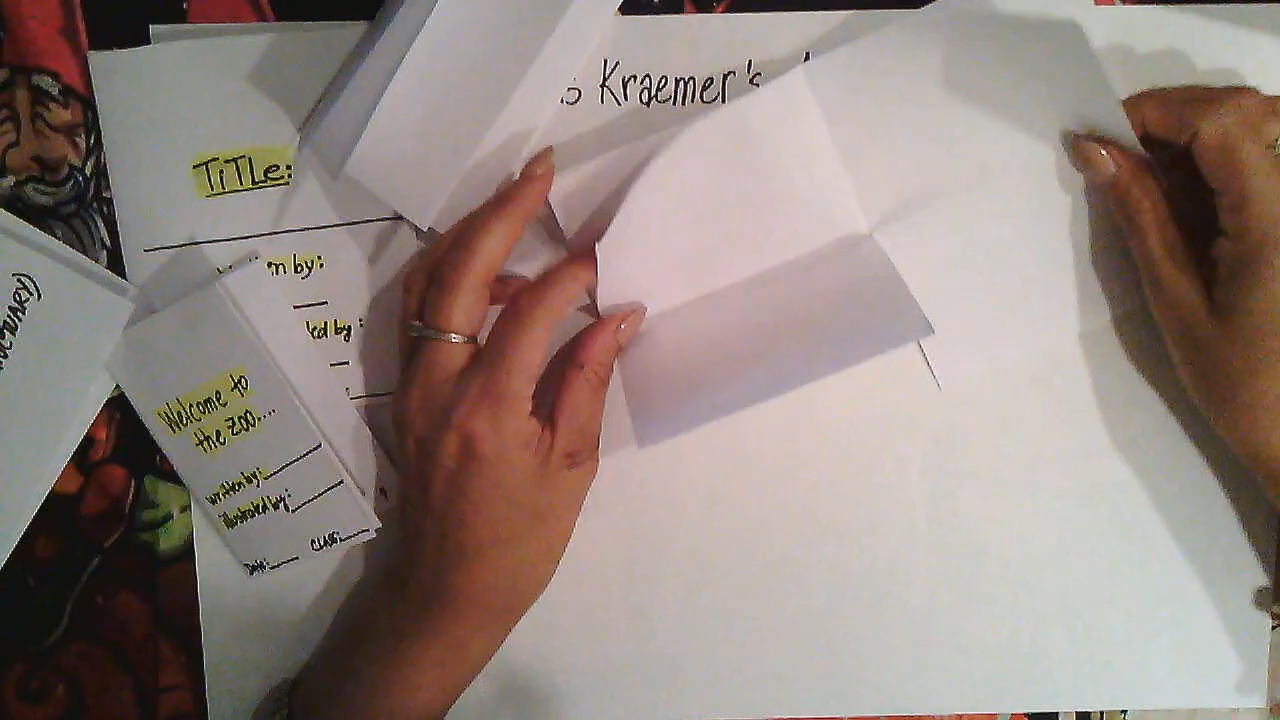 Kraemer's
TiTLe:
n by:
ed by:
Welcome to
the Zoo....
written by:
illustrated by:
Date:
CLASS: